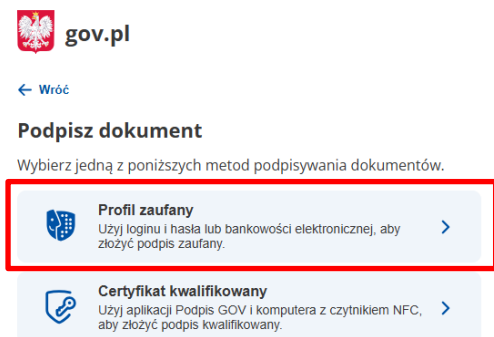 gov.pl
← Wróć
Podpisz dokument
Wybierz jedną z poniższych metod podpisywania dokumentów.
Profil zaufany
Użyj loginu i hasła lub bankowości elektronicznej, aby
złożyć podpis zaufany.
Certyfikat kwalifikowany
Użyj aplikacji Podpis GOV i komputera z czytnikiem NFC,
aby złożyć podpis kwalifikowany.